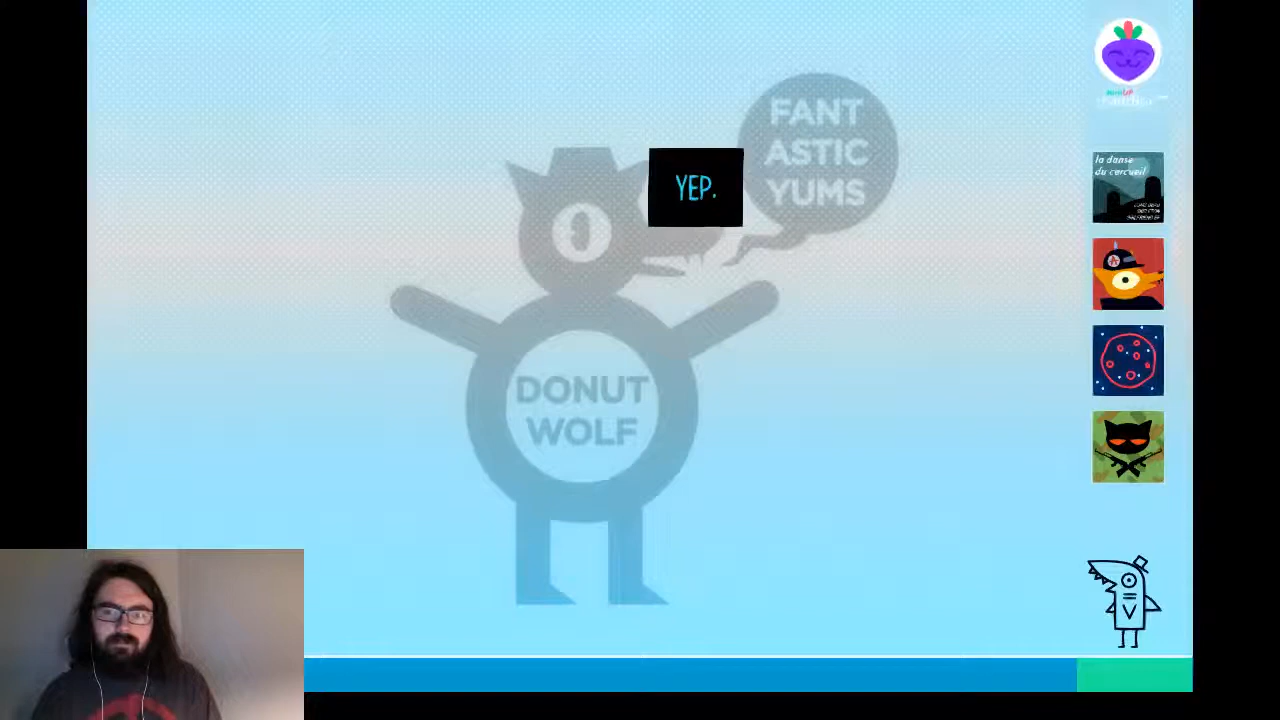 FANT
ASTIC
YUMS
YEP.
DONUT
WOLF
la danse
du cercueil